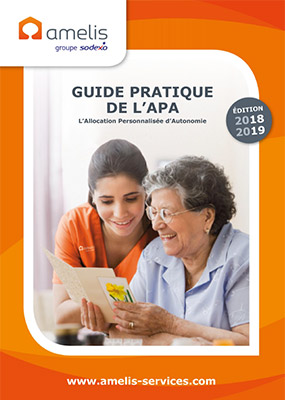 amelis
groupe sodexo
GUIDE PRATIQUE
DE L'APA
L'Allocation Personnalisée d'Autonomie
ÉDITION
2018
2019
www.amelis-services.com